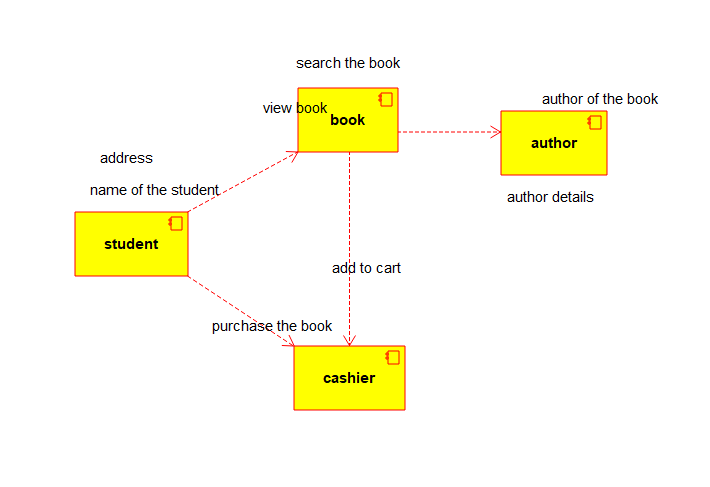 search the book
view book
book
author of the book
author
author details
address
name of the student
student
add to cart
purchase the book
cashier